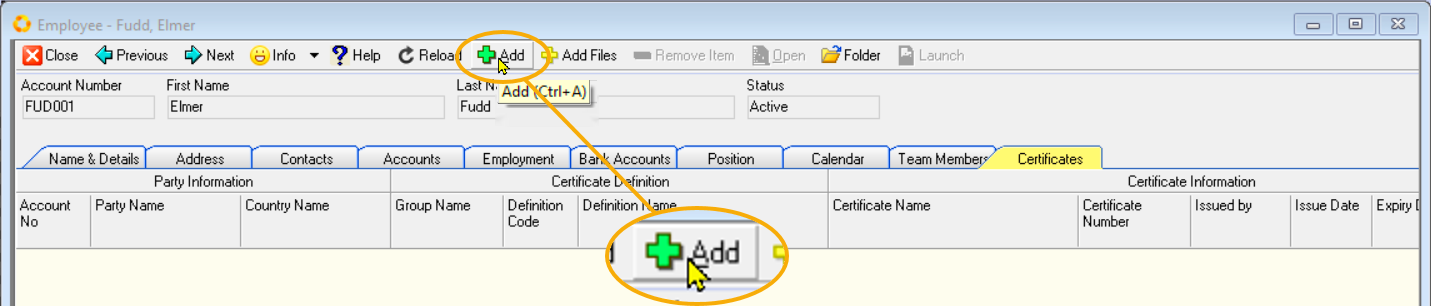 Employee - Fudd, Elmer
Close Previous Next Info Help Reload Add Add Files Remove Item Open Folder Launch
Account Number First Name Last N Status
Add (Ctrl+A)
FUD001 Elmer Fudd Active
Name & Details Address Contacts Accounts Employment Bank Accounts Position Calendar Team Members Certificates
Party Information Certificate Definition Certificate Information
Account No Party Name Country Name Group Name Definition Code Definition Name Certificate Name Certificate Number Issued by Issue Date Expiry D
Add